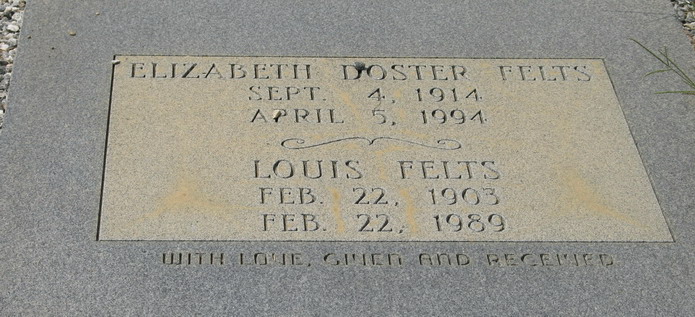 ELIZABETH DOSTER FELTS
SEPT. 4, 1914
APRIL 5, 1994
LOUIS FELTS
FEB. 22, 1903
FEB. 22, 1989
WITH LOVE, GIVEN AND RECEIVED